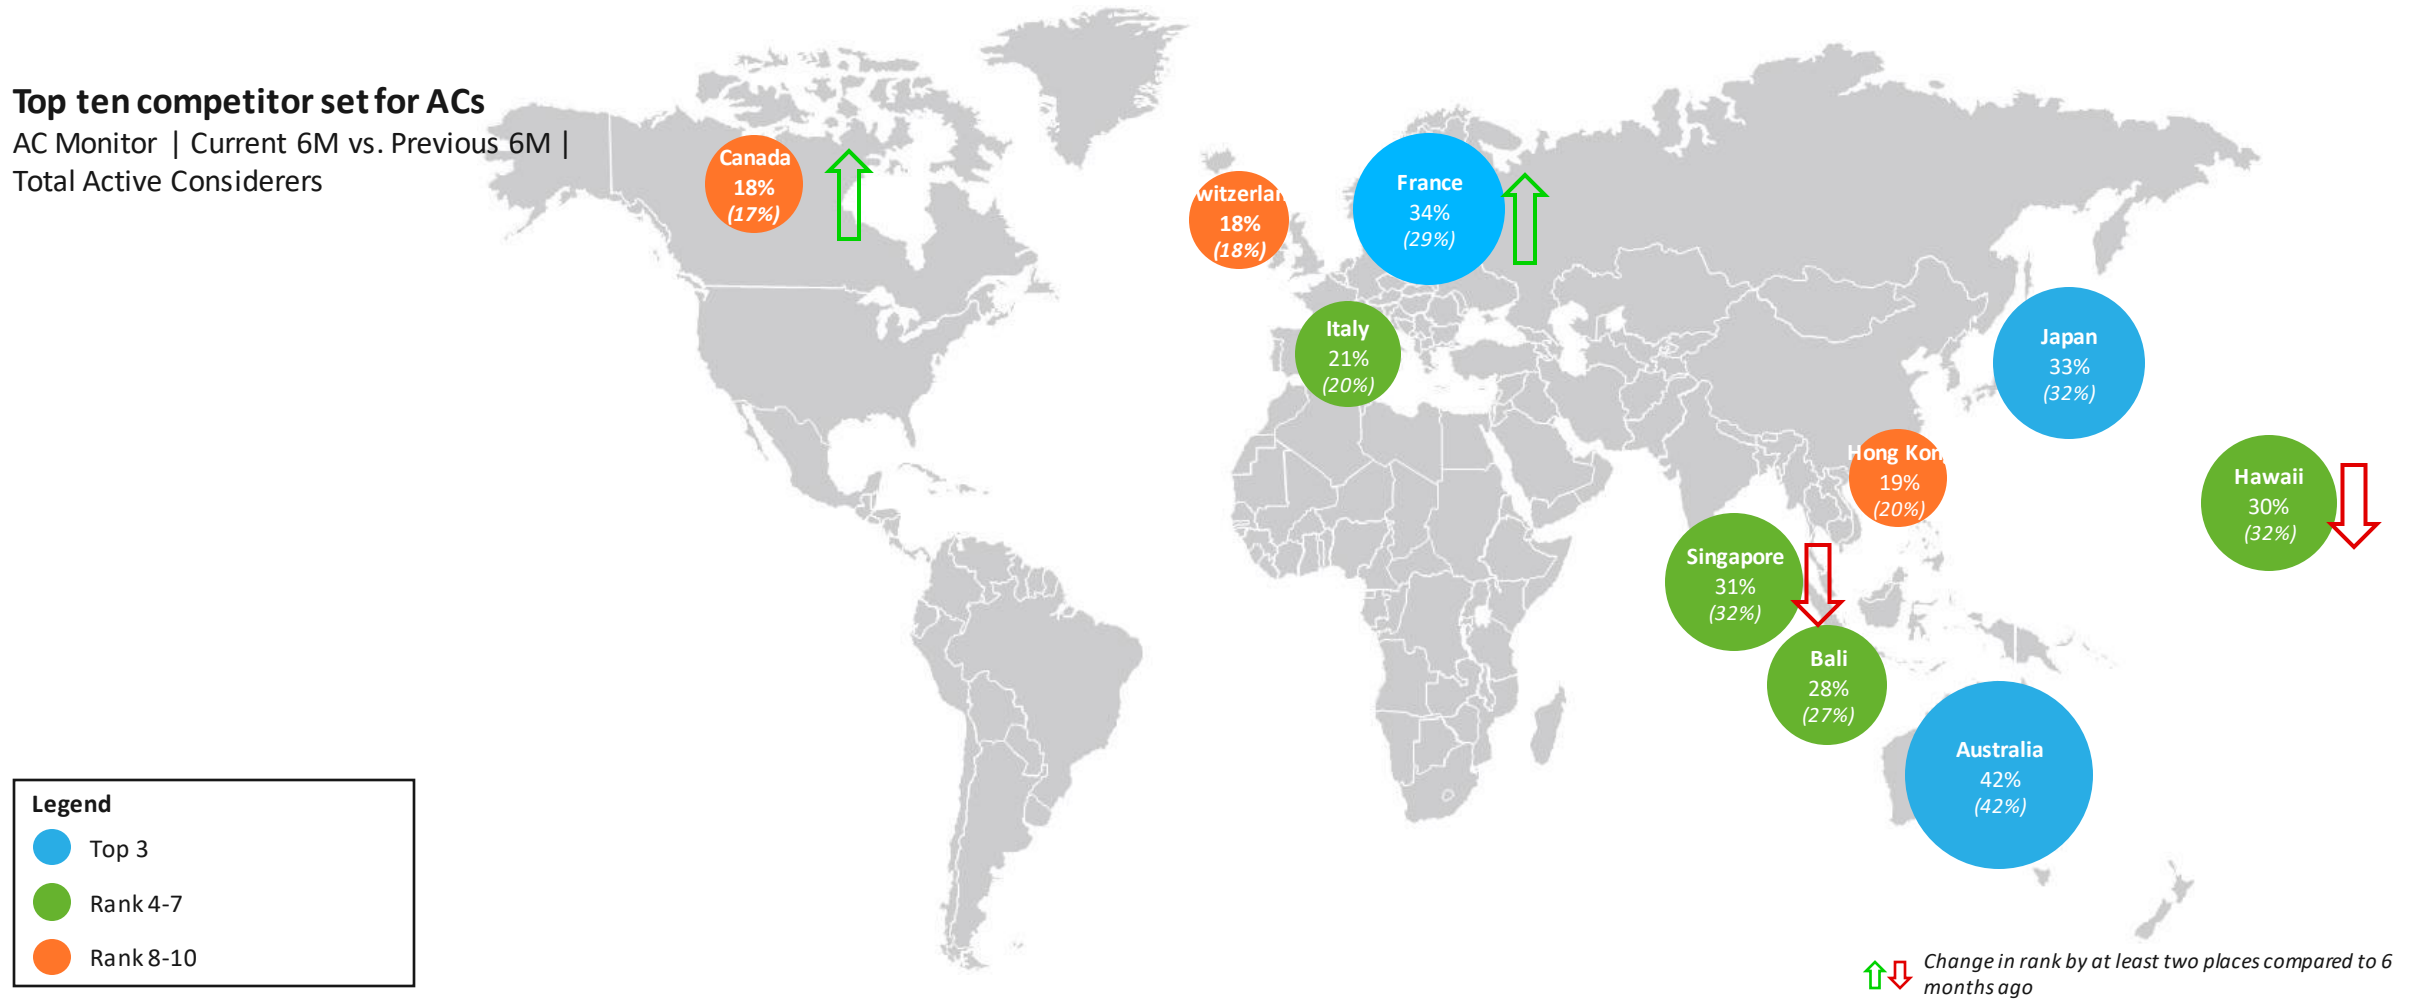 Top ten competitor set for ACs
AC Monitor | Current 6M vs. Previous 6M |
Total Active Considerers
Canada
18%
(17%)
witzerlan
18%
(18%)
France
34%
(29%)
Italy
21%
(20%)
Japan
33%
(32%)
Hong Kon
19%
(20%)
Hawaii
30%
(32%)
Singapore
31%
(32%)
Bali
28%
(27%)
Australia
42%
(42%)
Legend
Top 3
Rank 4-7
Rank 8-10
Change in rank by at least two places compared to 6
months ago